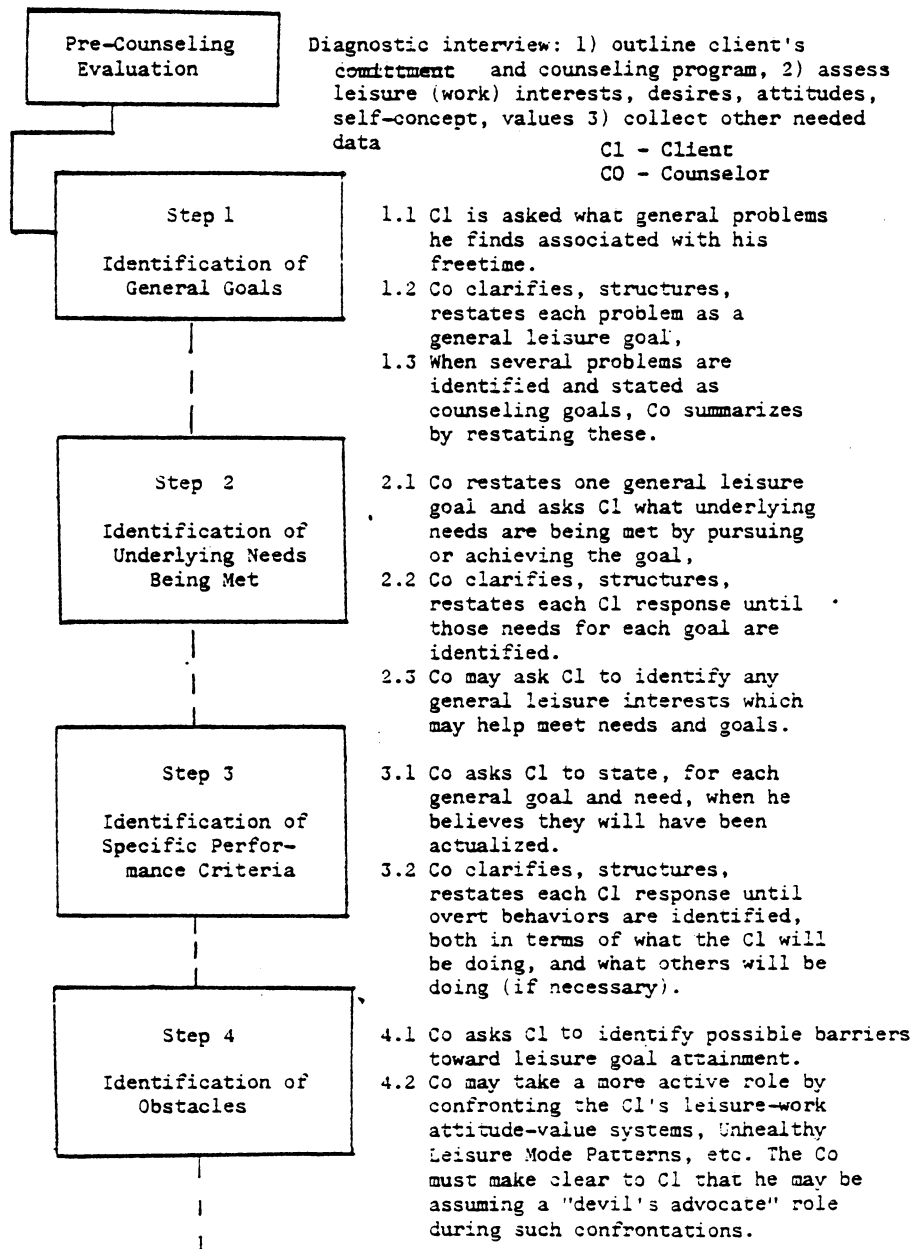 Pre-Counseling
Evaluation
Diagnostic interview: 1) outline client's
comittment and counseling program, 2) assess
leisure (work) interests, desires, attitudes,
self-concept, values 3) collect other needed
data
Cl - Client
CO - Counselor
Step 1
Identification of
General Goals
1.1 Cl is asked what general problems
he finds associated with his
freetime.
1.2 Co clarifies, structures,
restates each problem as a
general leisure goal,
1.3 When several problems are
identified and stated as
counseling goals, Co summarizes
by restating these.
Step 2
Identification of
Underlying Needs
Being Met
2.1 Co restates one general leisure
goal and asks Cl what underlying
needs are being met by pursuing
or achieving the goal,
2.2 Co clarifies, structures,
restates each Cl response until
those needs for each goal are
identified.
2.3 Co may ask Cl to identify any
general leisure interests which
may help meet needs and goals.
Step 3
Identification of
Specific Perfor-
mance Criteria
3.1 Co asks Cl to state, for each
general goal and need, when he
believes they will have been
actualized.
3.2 Co clarifies, structures,
restates each Cl response until
overt behaviors are identified,
both in terms of what the Cl will
be doing, and what others will be
doing (if necessary).
Step 4
Identification of
Obstacles
4.1 Co asks Cl to identify possible barriers
toward leisure goal attainment.
4.2 Co may take a more active role by
confronting the Cl's leisure-work
attitude-value systems, Unhealthy
Leisure Mode Patterns, etc. The Co
must make clear to Cl that he may be
assuming a "devil's advocate" role
during such confrontations.